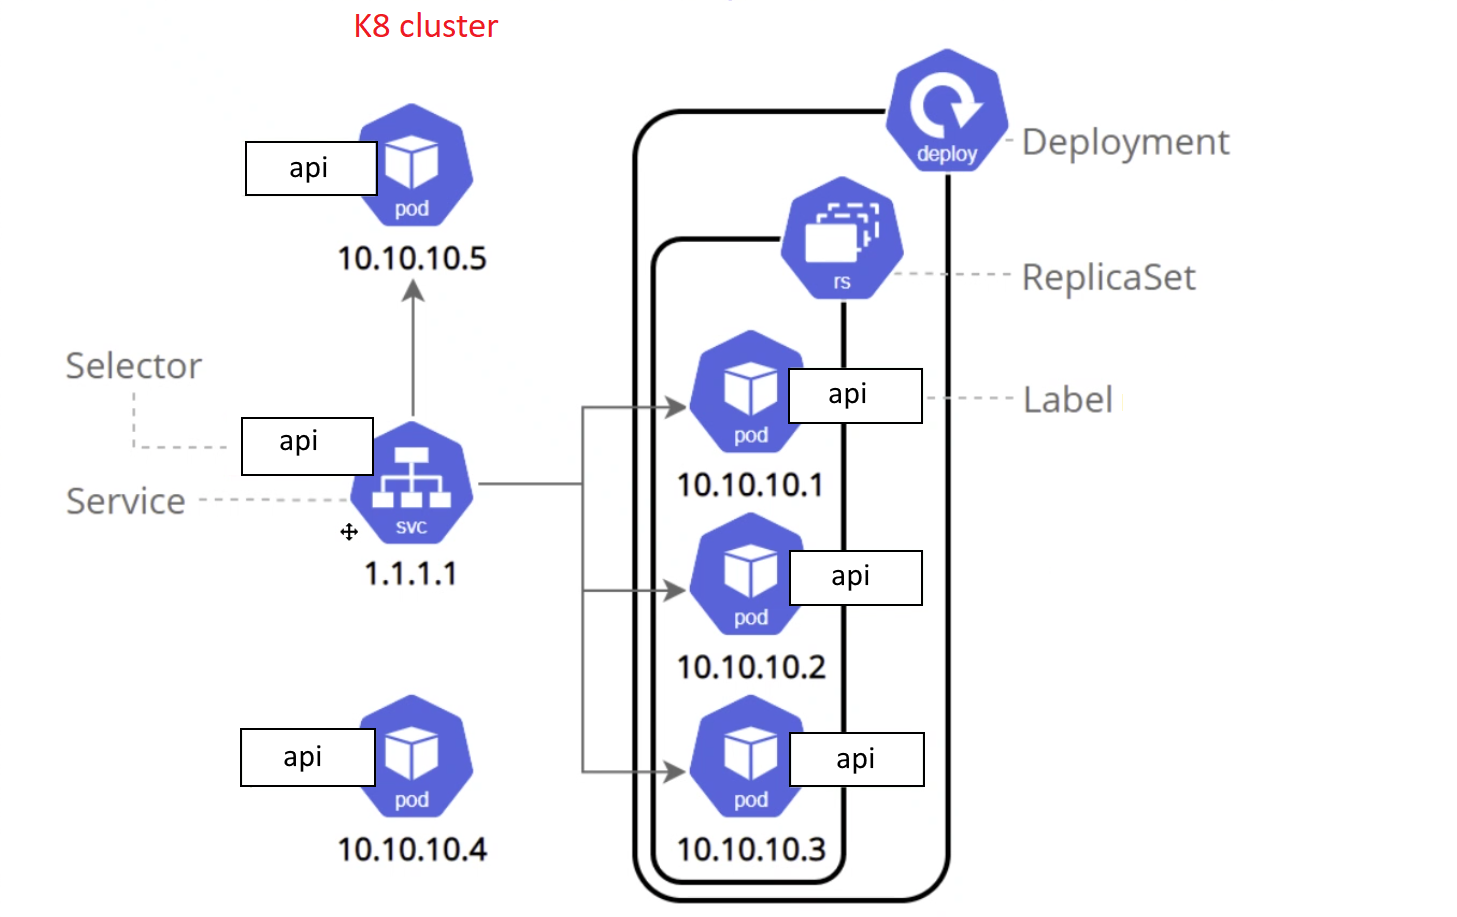 K8 cluster
deploy
Deployment
api
pod
10.10.10.5
rs
ReplicaSet
Selector
api
pod
Label
10.10.10.1
api
svc
Service
1.1.1.1
api
pod
10.10.10.2
api
pod
10.10.10.4
api
pod
10.10.10.3